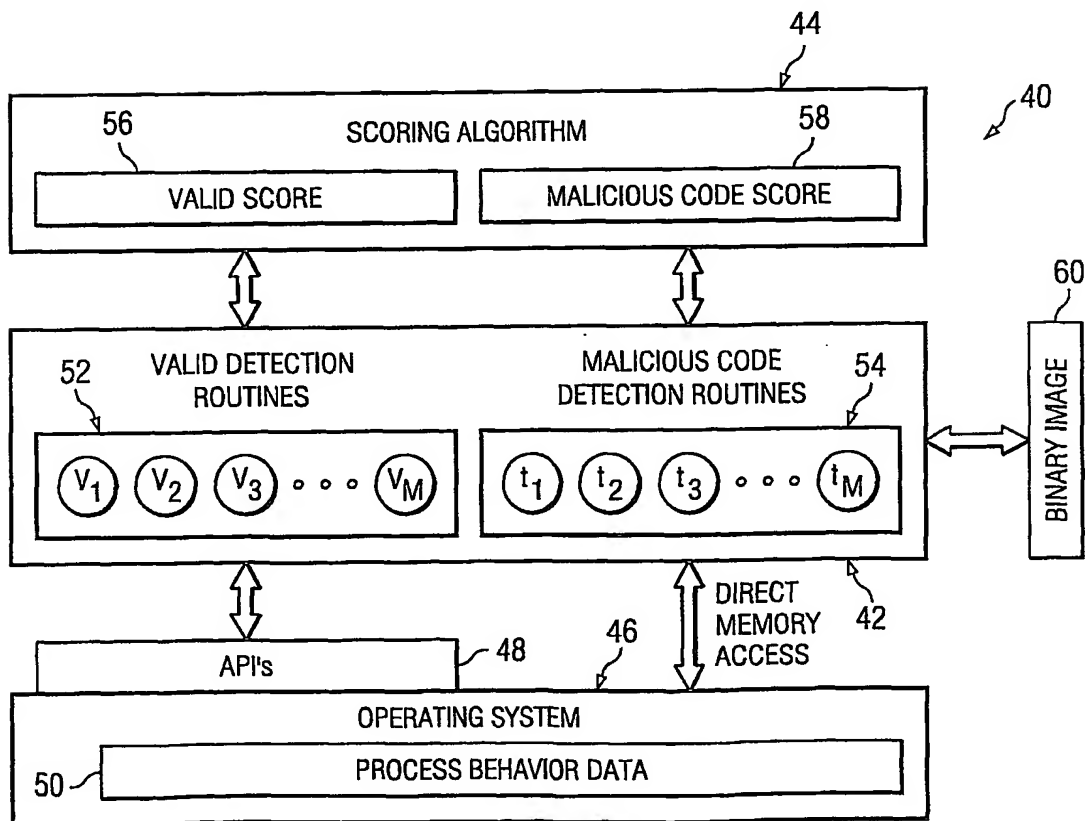 44
40
SCORING ALGORITHM
56
58
VALID SCORE
MALICIOUS CODE SCORE
60
BINARY IMAGE
52
VALID DETECTION
ROUTINES
MALICIOUS CODE
DETECTION ROUTINES
54
V1 V2 V3 ∘ ∘ ∘ VM
t1 t2 t3 ∘ ∘ ∘ tM
DIRECT
MEMORY
ACCESS
42
API's
48
46
OPERATING SYSTEM
50
PROCESS BEHAVIOR DATA